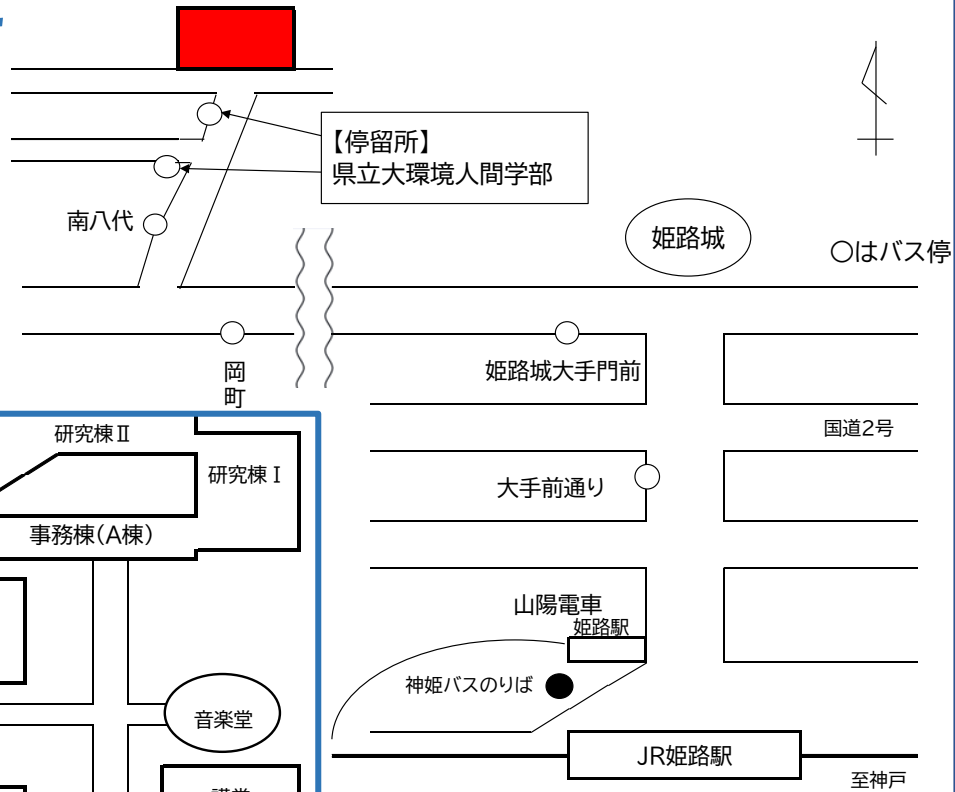 【停留所】
県立大環境人間学部
南八代
姫路城
○はバス停
岡
町
姫路城大手門前
国道2号
研究棟Ⅱ
研究棟Ⅰ
大手前通り
事務棟(A棟)
山陽電車
姫路駅
神姫バスのりば
音楽堂
JR姫路駅
至神戸